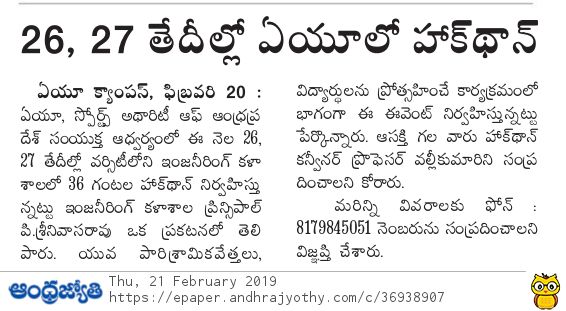 26, 27 తేదీల్లో ఏయూలో హాక్‌థాన్
ఏయూ క్యాంపస్, ఫిబ్రవరి 20 :
ఏయూ, స్పోర్ట్స్ అథారిటీ ఆఫ్ ఆంధ్రప్ర
దేశ్ సంయుక్త ఆధ్వర్యంలో ఈ నెల 26,
27 తేదీల్లో వర్సిటీలోని ఇంజనీరింగ్ కళా
శాలలో 36 గంటల హాక్‌థాన్ నిర్వహిస్తు
న్నట్టు ఇంజనీరింగ్ కళాశాల ప్రిన్సిపాల్
పి.శ్రీనివాసరావు ఒక ప్రకటనలో తెలి
పారు. యువ పారిశ్రామికవేత్తలు,
విద్యార్థులను ప్రోత్సహించే కార్యక్రమంలో
భాగంగా ఈ ఈవెంట్ నిర్వహిస్తున్నట్టు
పేర్కొన్నారు. ఆసక్తి గల వారు హాక్‌థాన్
కన్వీనర్ ప్రొఫెసర్ వల్లీకుమారిని సంప్ర
దించాలని కోరారు.
మరిన్ని వివరాలకు ఫోన్ :
8179845051 నెంబరును సంప్రదించాలని
విజ్ఞప్తి చేశారు.
ఆంధ్రజ్యోతి
Thu, 21 February 2019
https://epaper.andhrajyothy.com/c/36938907